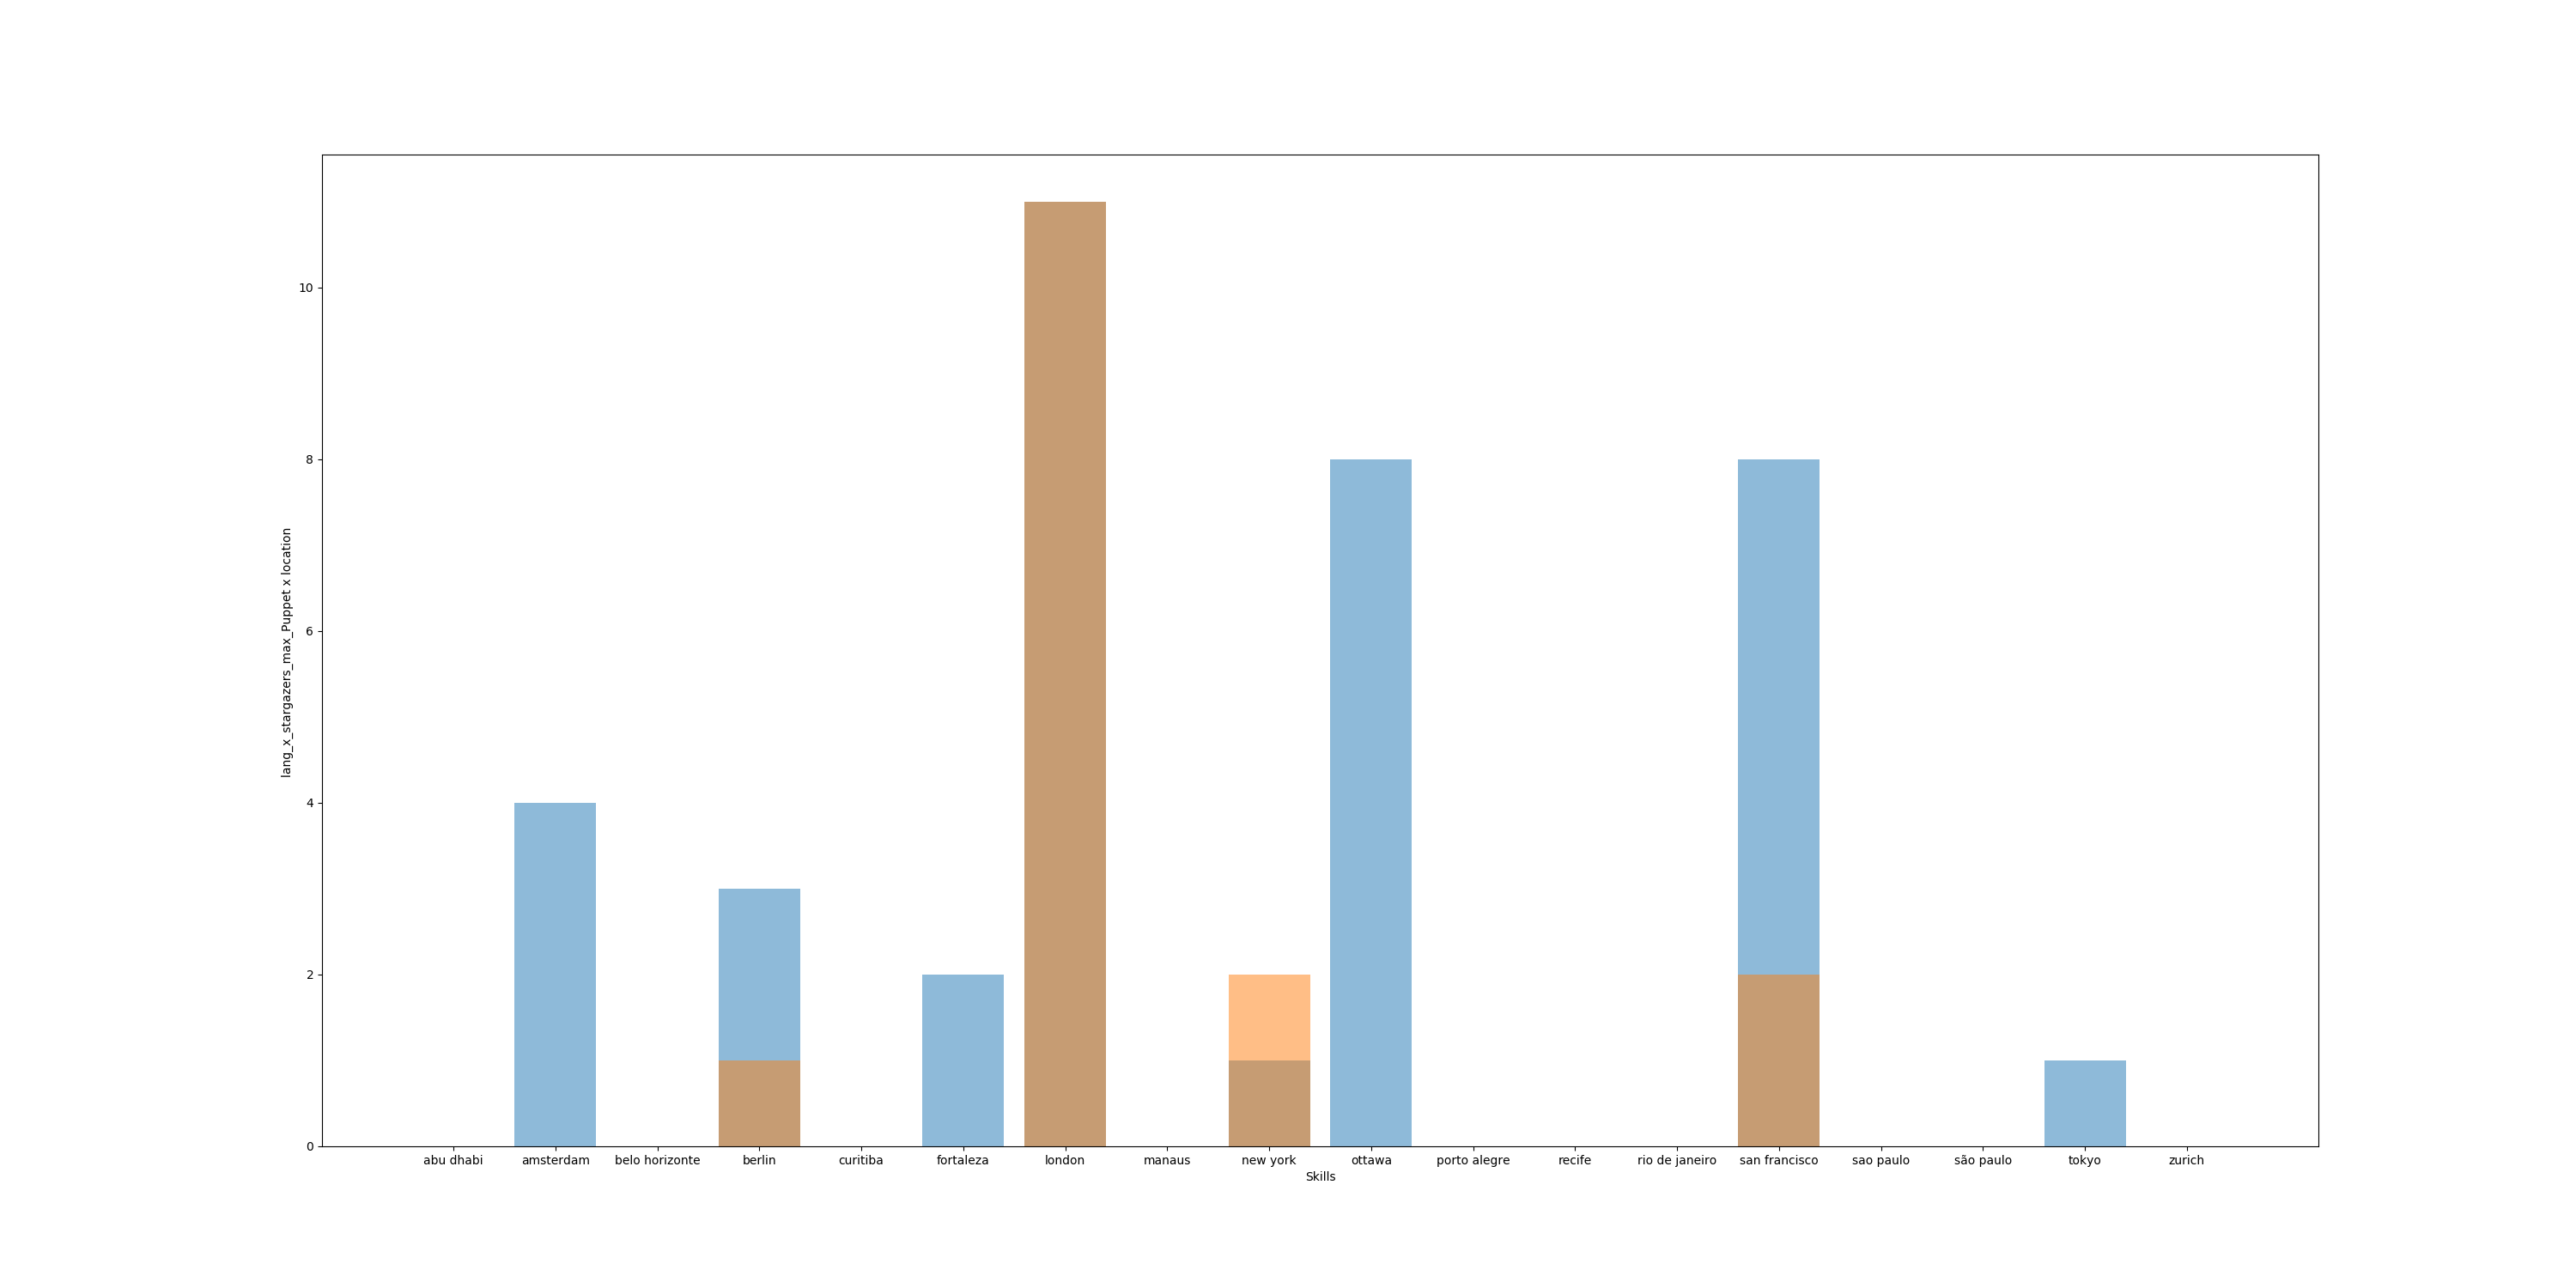 lang_x_stargazers_max_Puppet x location
10
8
6
4
2
0
abu dhabi amsterdam belo horizonte berlin curitiba fortaleza london manaus new york ottawa porto alegre recife rio de janeiro san francisco sao paulo são paulo tokyo zurich
Skills